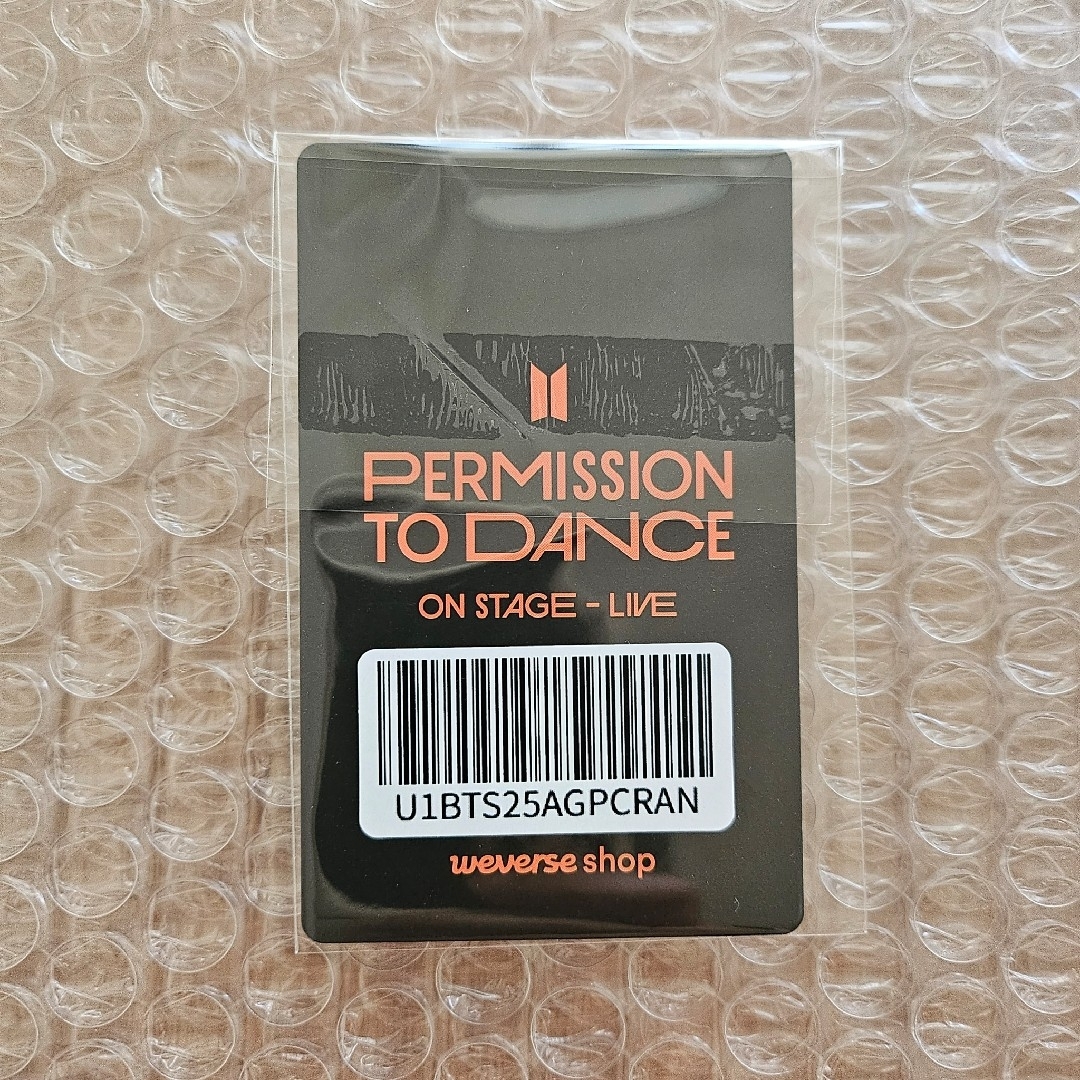 PERMISSION
TO DANCE
ON STAGE - LIVE
U1BTS25AGPCRAN
weverse shop